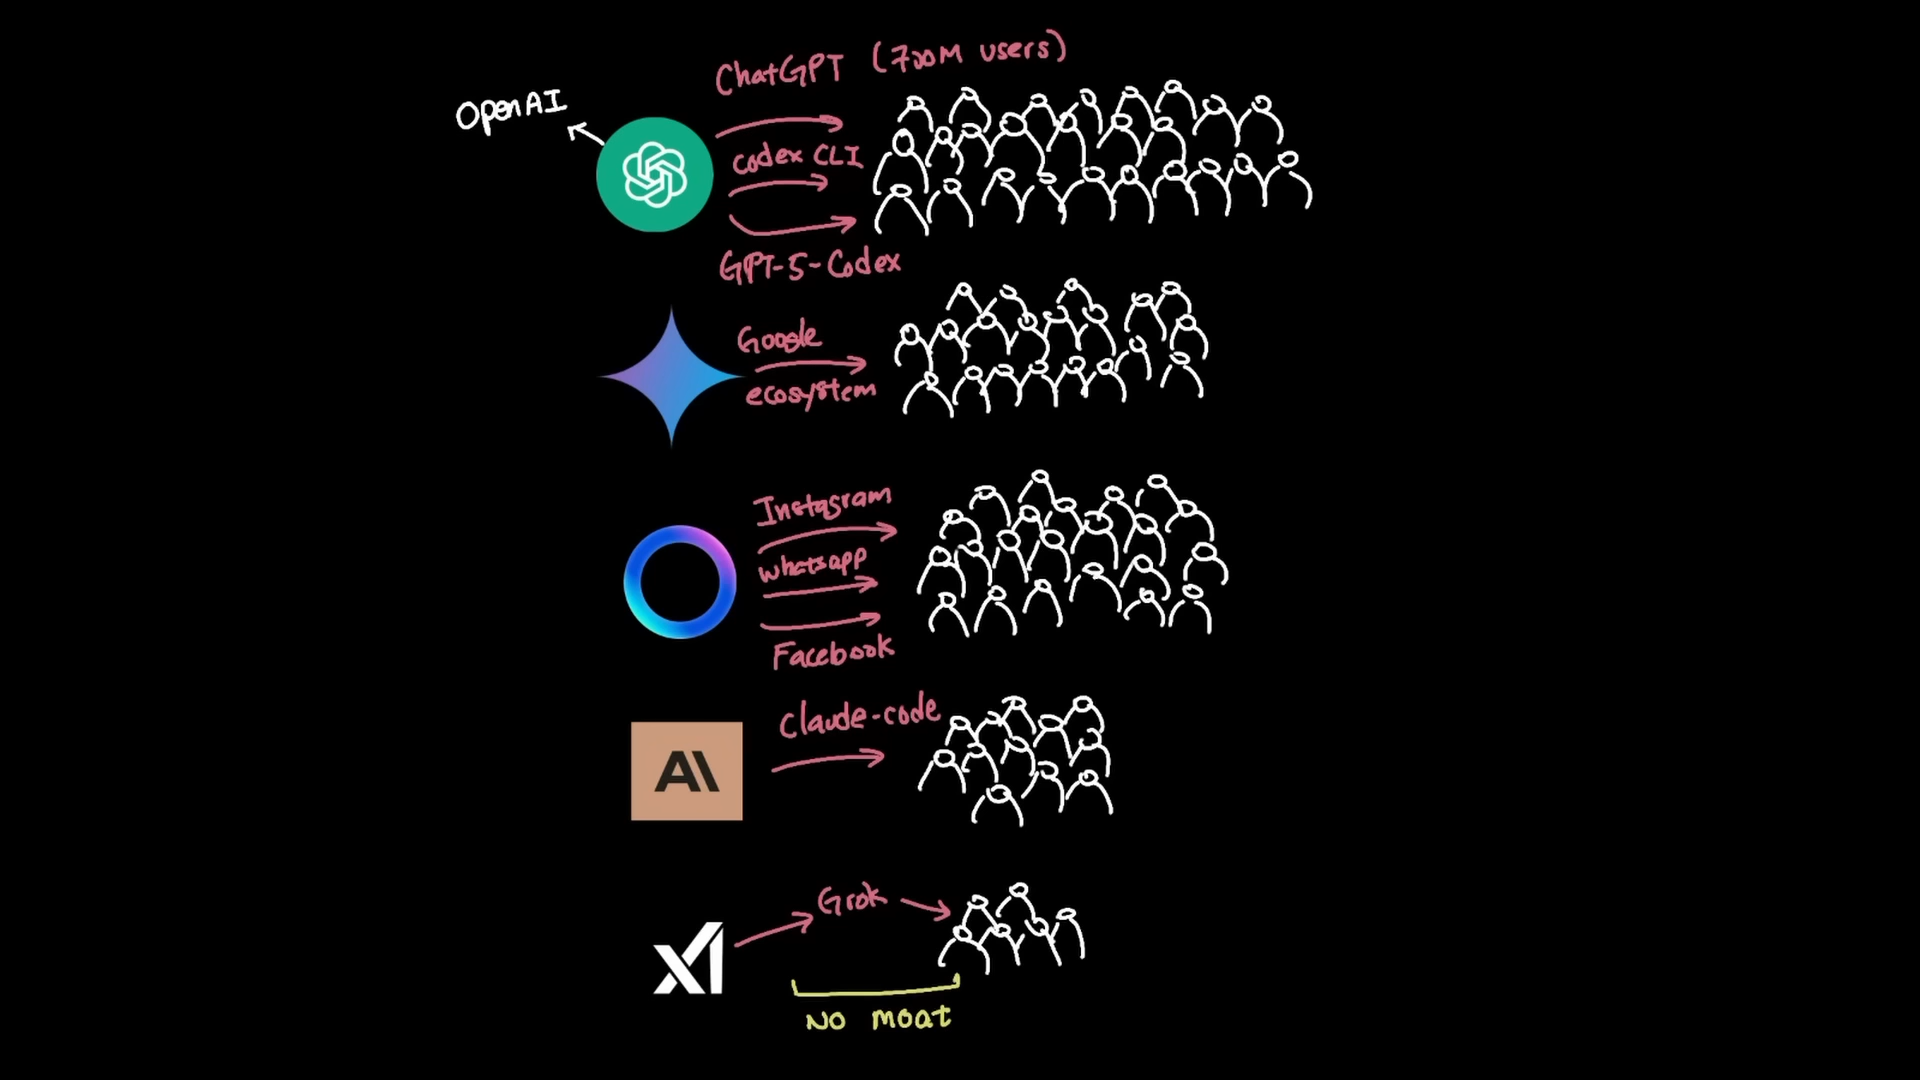 ChatGPT (700M users)
OpenAI
codex CLI
GPT-5-Codex
Google
ecosystem
Instagram
whatsapp
Facebook
Claude-code
AI
Grok
xAI
No moat